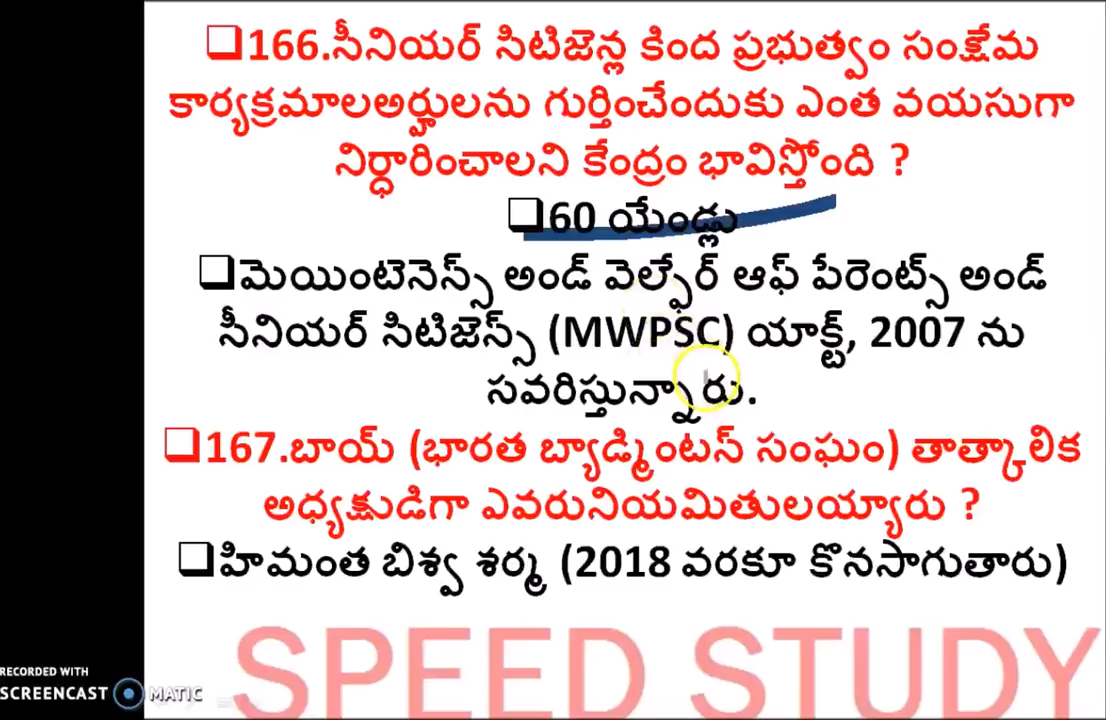 ❑166.సీనియర్ సిటిజెన్ల కింద ప్రభుత్వం సంక్షేమ
కార్యక్రమాలఅర్హులను గుర్తించేందుకు ఎంత వయసుగా
నిర్ధారించాలని కేంద్రం భావిస్తోంది ?
❑60 యేండ్లు
❑మెయింటెనెన్స్ అండ్ వెల్ఫేర్ ఆఫ్ పేరెంట్స్ అండ్
సీనియర్ సిటిజెన్స్ (MWPSC) యాక్ట్, 2007 ను
సవరిస్తున్నారు.
❑167.బాయ్ (భారత బ్యాడ్మింటన్ సంఘం) తాత్కాలిక
అధ్యక్షుడిగా ఎవరునియమితులయ్యారు ?
❑హిమంత బిశ్వ శర్మ (2018 వరకూ కొనసాగుతారు)
SPEED STUDY
RECORDED WITH
SCREENCAST MATIC